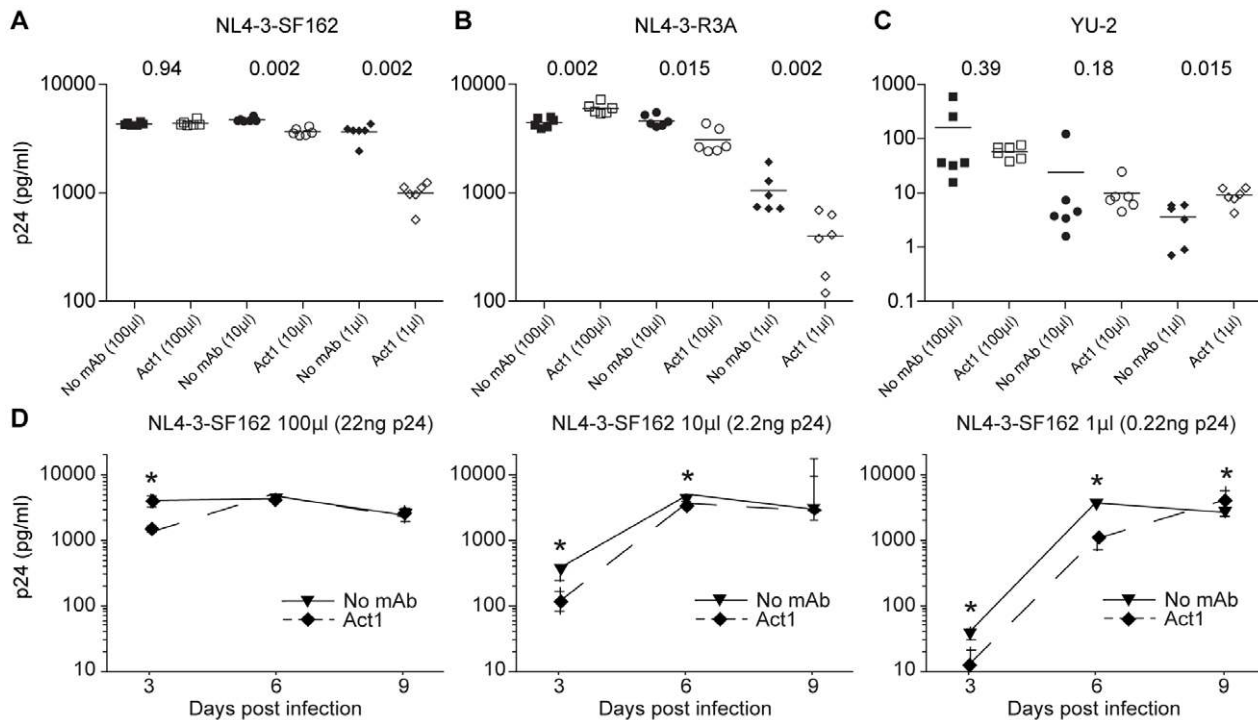 A
NL4-3-SF162
0.94 0.002 0.002
10000
1000
100
p24 (pg/ml)
No mAb (100µl)
Act1 (100µl)
No mAb (10µl)
Act1 (10µl)
No mAb (1µl)
Act1 (1µl)
B
NL4-3-R3A
0.002 0.015 0.002
10000
1000
100
No mAb (100µl)
Act1 (100µl)
No mAb (10µl)
Act1 (10µl)
No mAb (1µl)
Act1 (1µl)
C
YU-2
0.39 0.18 0.015
1000
100
10
1
0.1
No mAb (100µl)
Act1 (100µl)
No mAb (10µl)
Act1 (10µl)
No mAb (1µl)
Act1 (1µl)
D
NL4-3-SF162 100µl (22ng p24)
10000
1000
100
10
p24 (pg/ml)
*
No mAb
Act1
3 6 9
Days post infection
NL4-3-SF162 10µl (2.2ng p24)
10000
1000
100
10
* *
No mAb
Act1
3 6 9
Days post infection
NL4-3-SF162 1µl (0.22ng p24)
10000
1000
100
10
* * *
No mAb
Act1
3 6 9
Days post infection